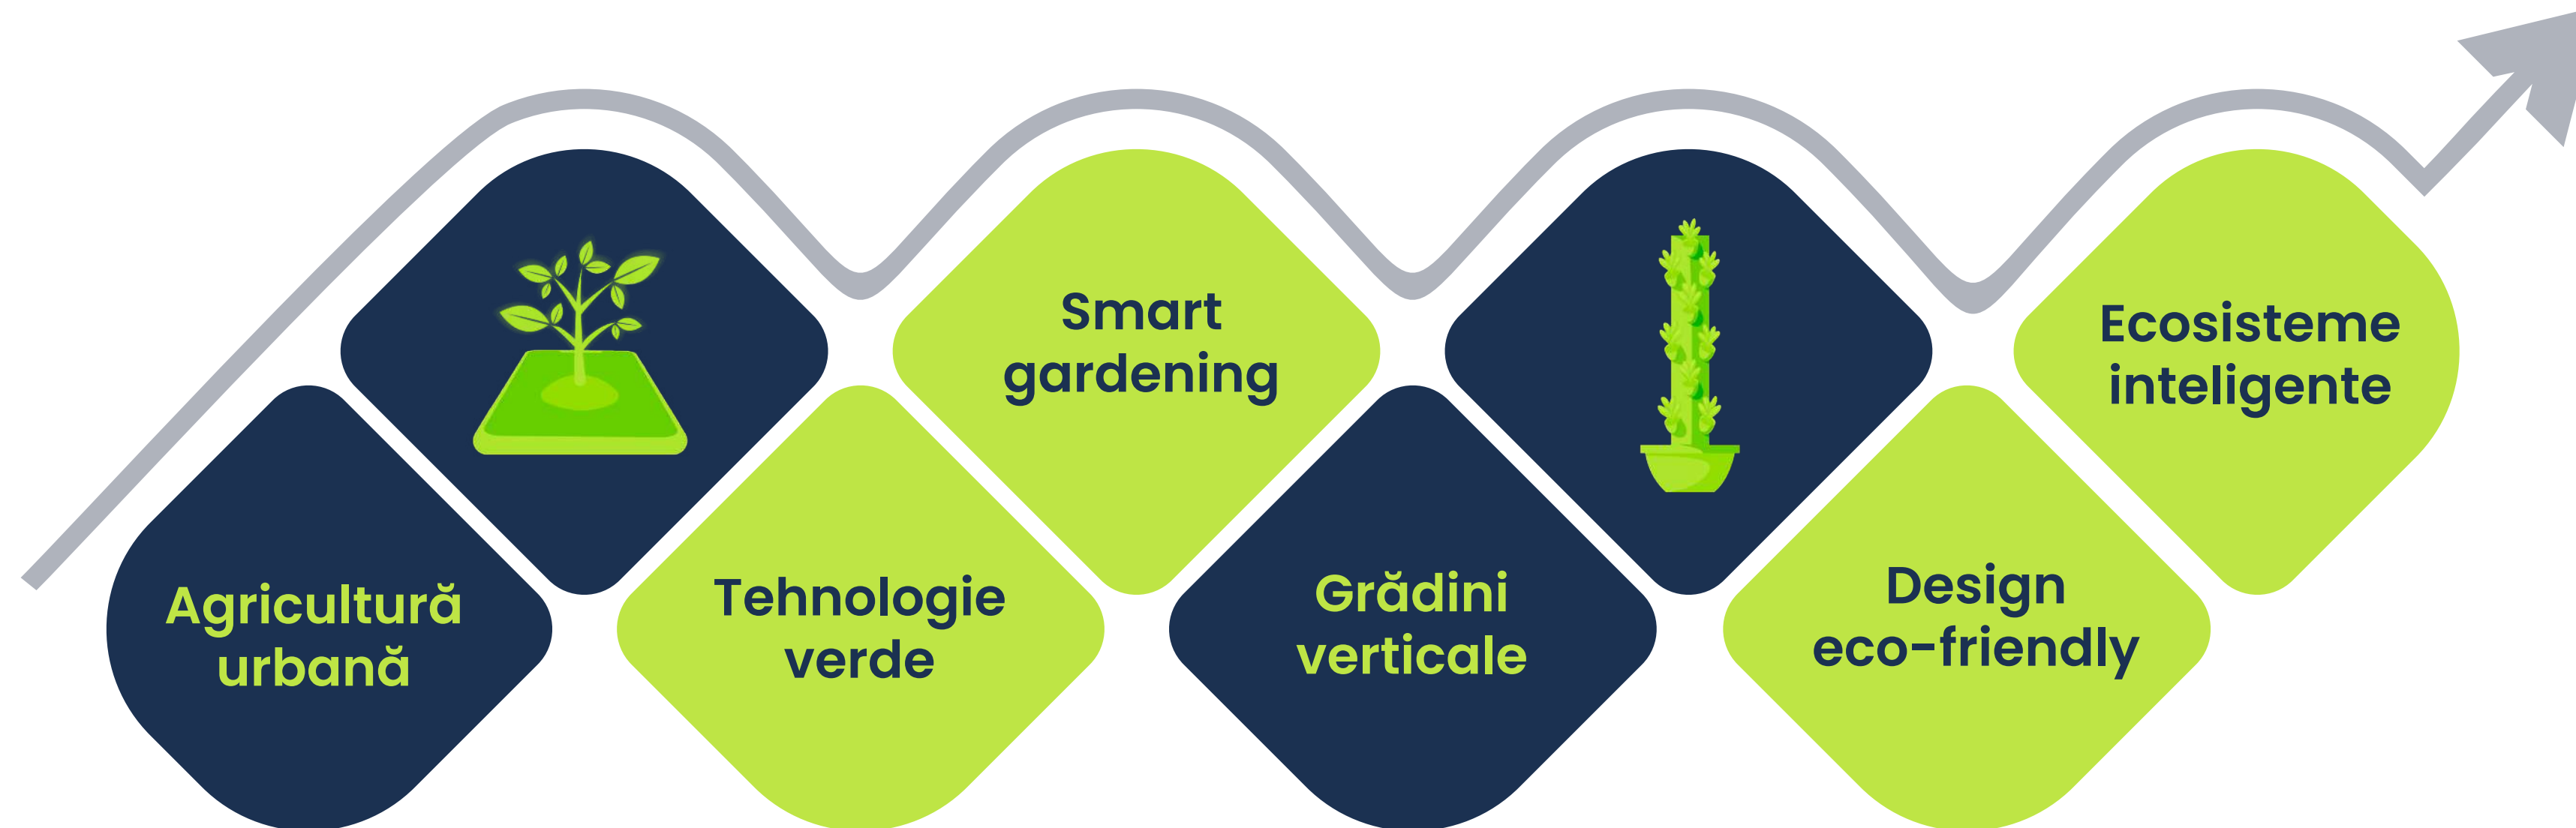 Agricultură
urbană
Tehnologie
verde
Smart
gardening
Grădini
verticale
Design
eco-friendly
Ecosisteme
inteligente